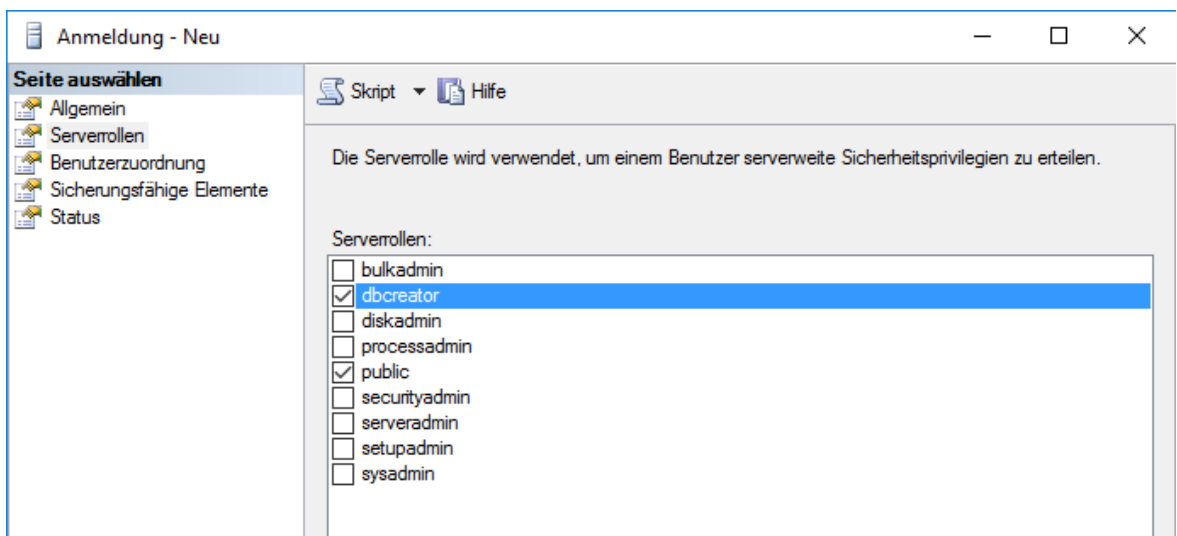 Anmeldung - Neu
Seite auswählen
Allgemein
Serverrollen
Benutzerzuordnung
Sicherungsfähige Elemente
Status
Skript
Hilfe
Die Serverrolle wird verwendet, um einem Benutzer serverweite Sicherheitsprivilegien zu erteilen.
Serverrollen:
bulkadmin
dbcreator
diskadmin
processadmin
public
securityadmin
serveradmin
setupadmin
sysadmin